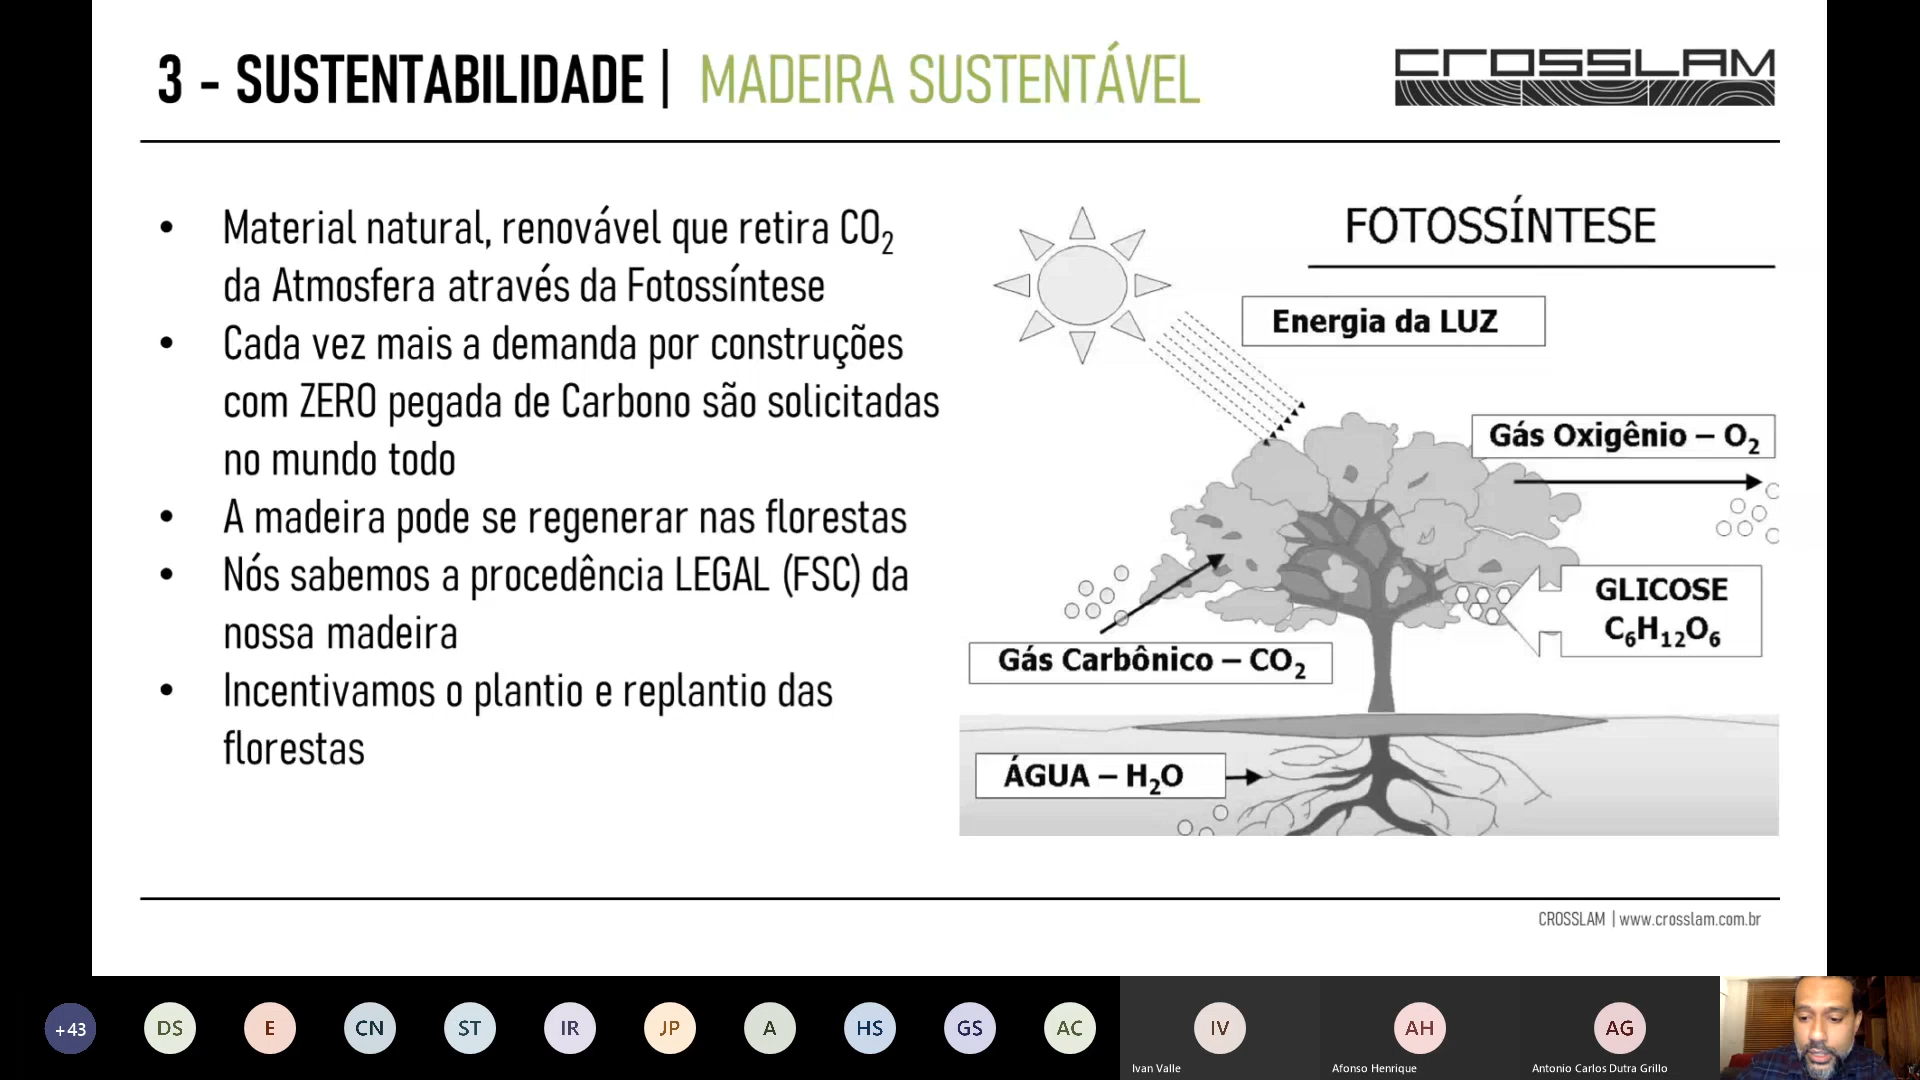 3 - SUSTENTABILIDADE | MADEIRA SUSTENTÁVEL
CROSSLAM
• Material natural, renovável que retira CO₂
da Atmosfera através da Fotossíntese
• Cada vez mais a demanda por construções
com ZERO pegada de Carbono são solicitadas
no mundo todo
• A madeira pode se regenerar nas florestas
• Nós sabemos a procedência LEGAL (FSC) da
nossa madeira
• Incentivamos o plantio e replantio das
florestas
FOTOSSÍNTESE
Energia da LUZ
Gás Oxigênio – O₂
GLICOSE
C₆H₁₂O₆
Gás Carbônico – CO₂
ÁGUA – H₂O
CROSSLAM | www.crosslam.com.br
+43
DS
E
CN
ST
IR
JP
A
HS
GS
AC
IV
AH
AG
Ivan Valle
Afonso Henrique
Antonio Carlos Dutra Grillo